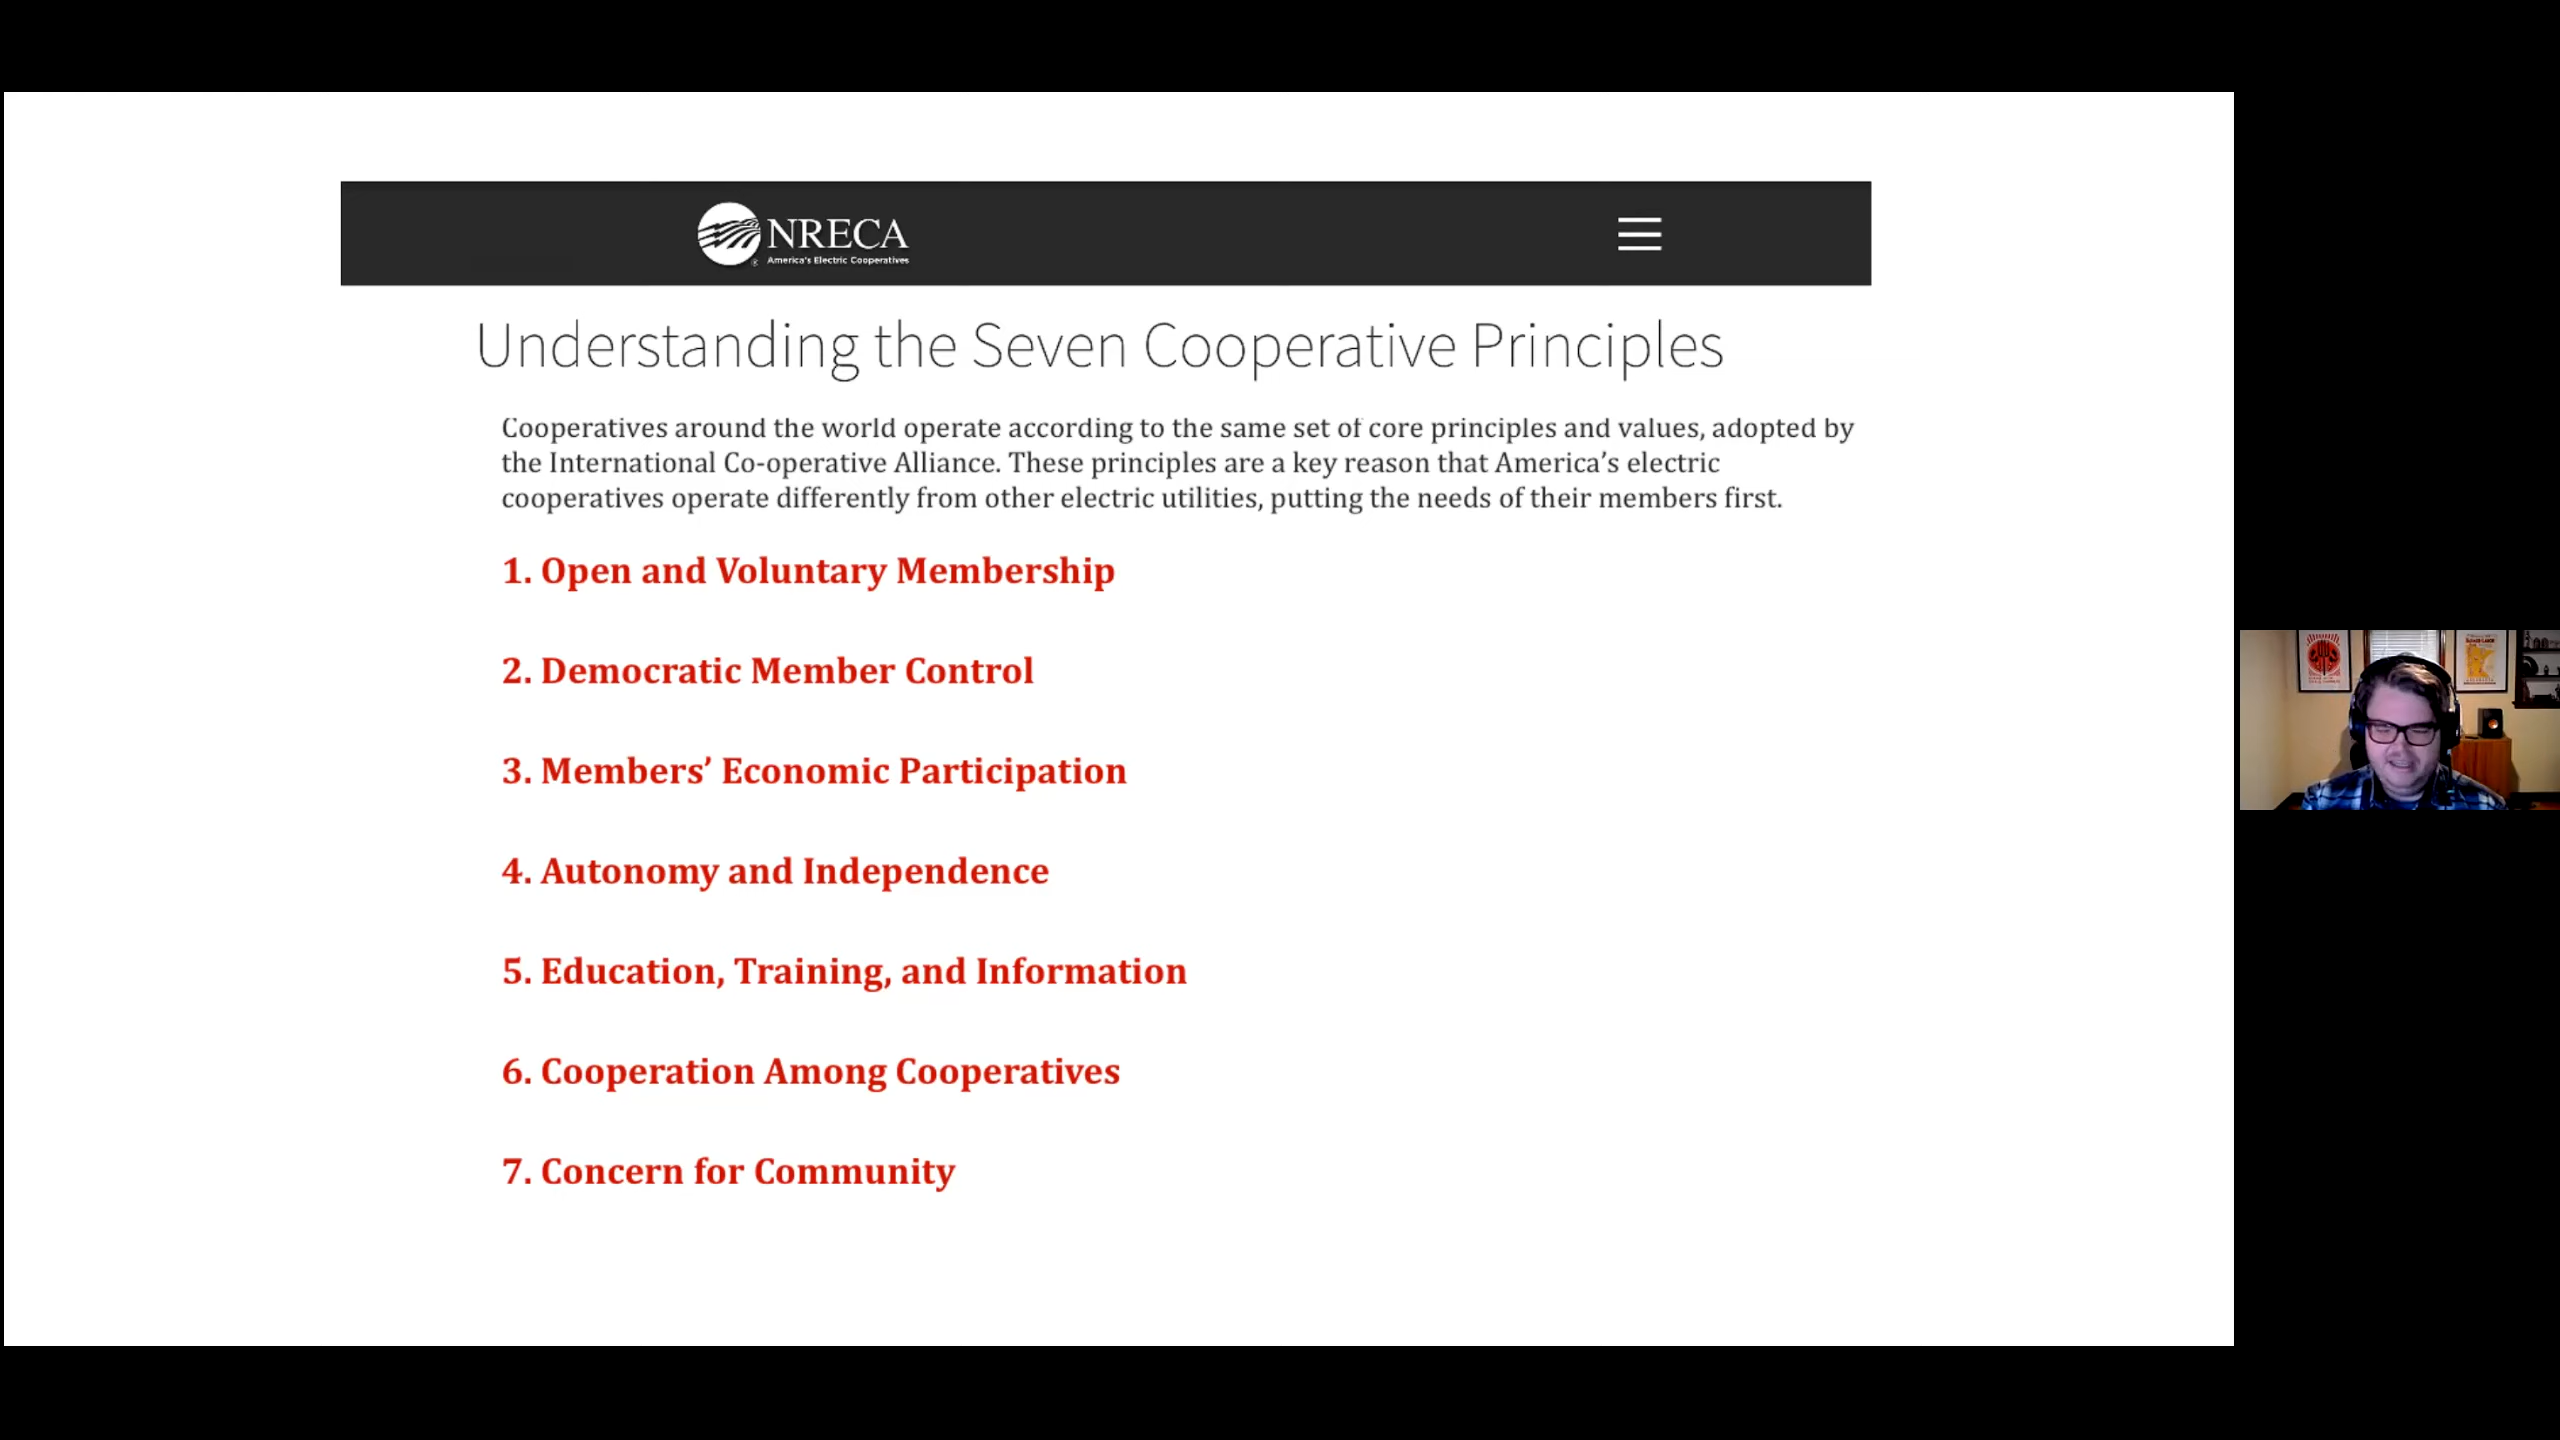 NRECA
America's Electric Cooperatives
Understanding the Seven Cooperative Principles
Cooperatives around the world operate according to the same set of core principles and values, adopted by
the International Co-operative Alliance. These principles are a key reason that America’s electric
cooperatives operate differently from other electric utilities, putting the needs of their members first.
1. Open and Voluntary Membership
2. Democratic Member Control
3. Members’ Economic Participation
4. Autonomy and Independence
5. Education, Training, and Information
6. Cooperation Among Cooperatives
7. Concern for Community